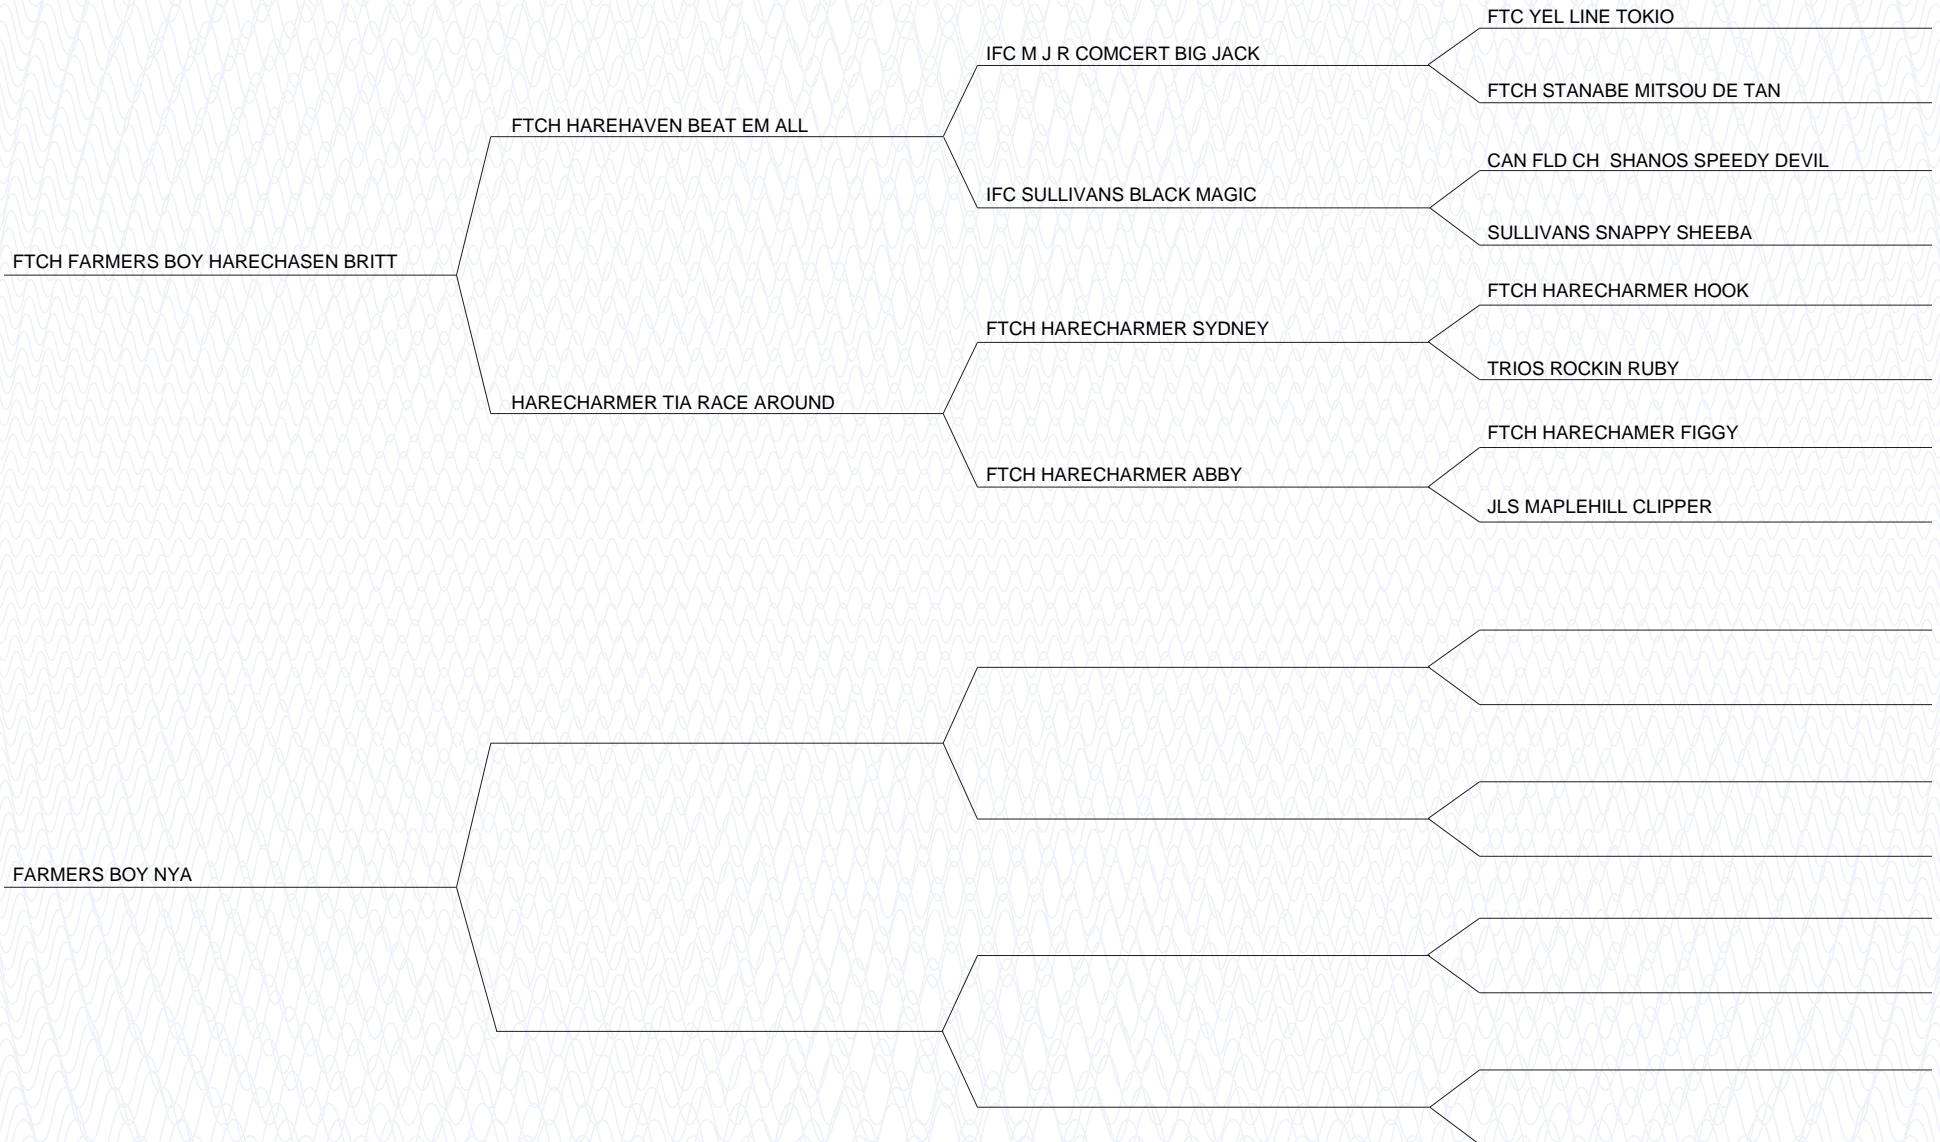 FTC YEL LINE TOKIO
IFC M J R COMCERT BIG JACK
FTCH STANABE MITSOU DE TAN
FTCH HAREHAVEN BEAT EM ALL
CAN FLD CH  SHANOS SPEEDY DEVIL
IFC SULLIVANS BLACK MAGIC
SULLIVANS SNAPPY SHEEBA
FTCH FARMERS BOY HARECHASEN BRITT
FTCH HARECHARMER HOOK
FTCH HARECHARMER SYDNEY
TRIOS ROCKIN RUBY
HARECHARMER TIA RACE AROUND
FTCH HARECHAMER FIGGY
FTCH HARECHARMER ABBY
JLS MAPLEHILL CLIPPER
FARMERS BOY NYA